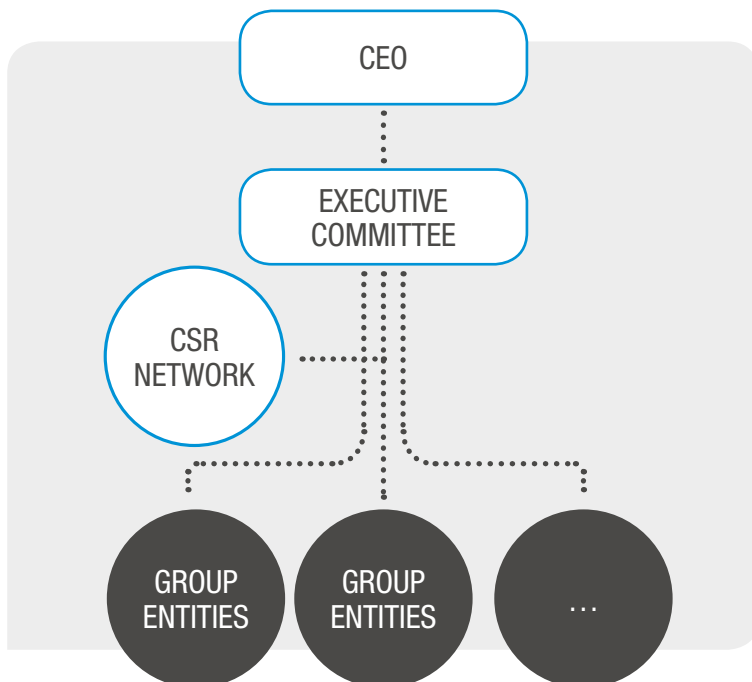 CEO
EXECUTIVE
COMMITTEE
CSR
NETWORK
GROUP
ENTITIES
GROUP
ENTITIES
...